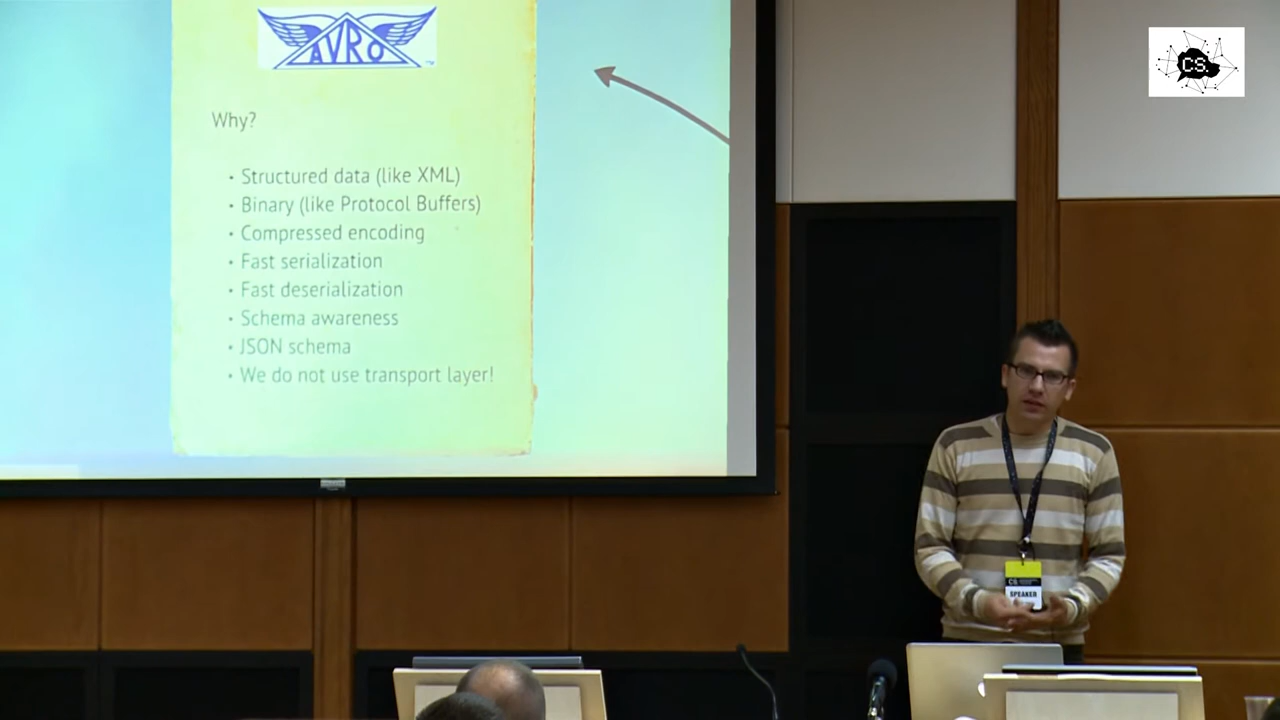 AVRO
CS.
Why?
• Structured data (like XML)
• Binary (like Protocol Buffers)
• Compressed encoding
• Fast serialization
• Fast deserialization
• Schema awareness
• JSON schema
• We do not use transport layer!
CS.
SPEAKER